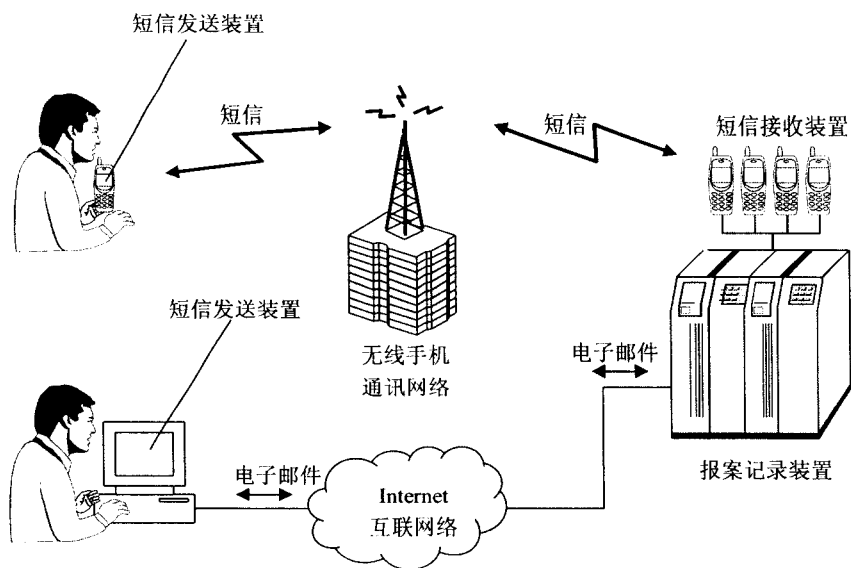 短信发送装置
短信
短信
短信接收装置
短信发送装置
无线手机
通讯网络
电子邮件
报案记录装置
电子邮件
Internet
互联网络